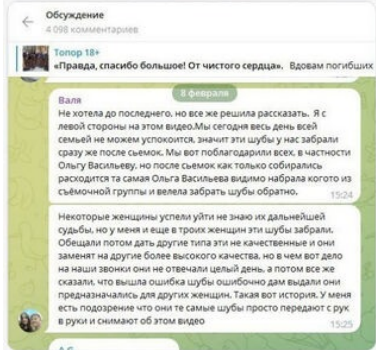 Обсуждение
4 098 комментариев
Топор 18+
«Правда, спасибо большое! От чистого сердца». Вдовам погибших
8 февраля
Валя
Не хотела до последнего, но все же решила рассказать. Я с
левой стороны на этом видео.Мы сегодня весь день всей
семьей не можем успокоится, значит эти шубы у нас забрали
сразу же после сьемок. Мы вот поблагодарили всех, в частности
Ольгу Васильеву, но после сьемок как только собирались
расходится та самая Ольга Васильева видимо набрала когото из
съёмочной группы и велела забрать шубы обратно.
15:24
Некоторые женщины успели уйти не знаю их дальнейшей
судьбы, но у меня и еще в троих женщин эти шубы забрали.
Обещали потом дать другие типа эти не качественные и они
заменят на другие более высокого качества, но в чем вот дело
на наши звонки они не отвечали целый день, а потом все же
сказали, что вышла ошибка шубы ошибочно дам выдали они
предназначались для других женщин. Такая вот история. У меня
есть подозрение что они те самые шубы просто передают с рук
в руки и снимают об этом видео
15:25